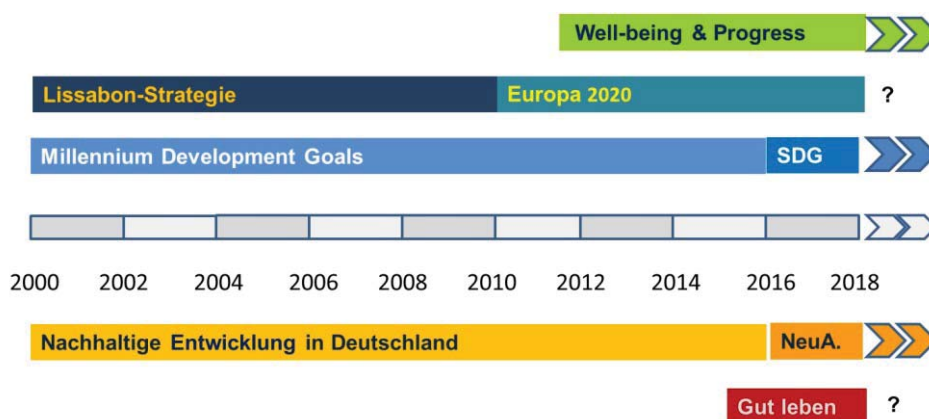 Well-being & Progress
Lissabon-Strategie Europa 2020 ?
Millennium Development Goals SDG
2000 2002 2004 2006 2008 2010 2012 2014 2016 2018
Nachhaltige Entwicklung in Deutschland NeuA.
Gut leben ?